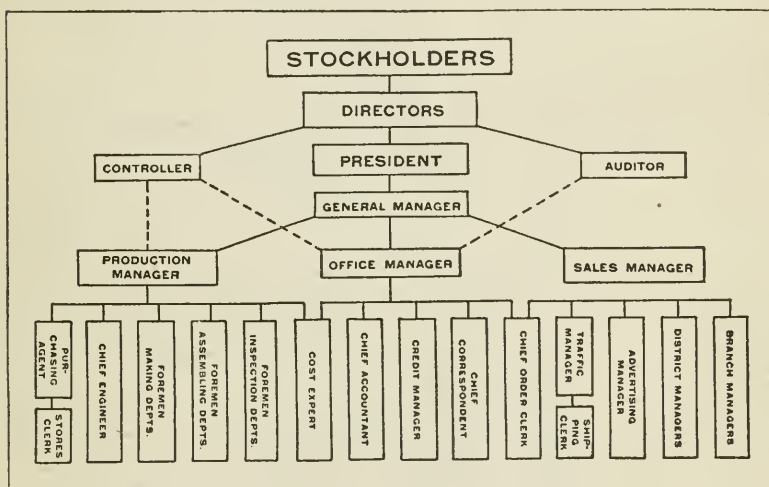 STOCKHOLDERS
DIRECTORS
CONTROLLER
PRESIDENT
AUDITOR
GENERAL MANAGER
PRODUCTION
MANAGER
OFFICE MANAGER
SALES MANAGER
PUR-
CHASING
AGENT
STORES
CLERK
CHIEF ENGINEER
FOREMEN
MAKING DEPTS.
FOREMEN
ASSEMBLING DEPTS.
FOREMEN
INSPECTION DEPTS.
COST EXPERT
CHIEF ACCOUNTANT
CREDIT MANAGER
CHIEF
CORRESPONDENT
CHIEF ORDER CLERK
TRAFFIC
MANAGER
SHIP-
PING
CLERK
ADVERTISING
MANAGER
DISTRICT MANAGERS
BRANCH MANAGERS